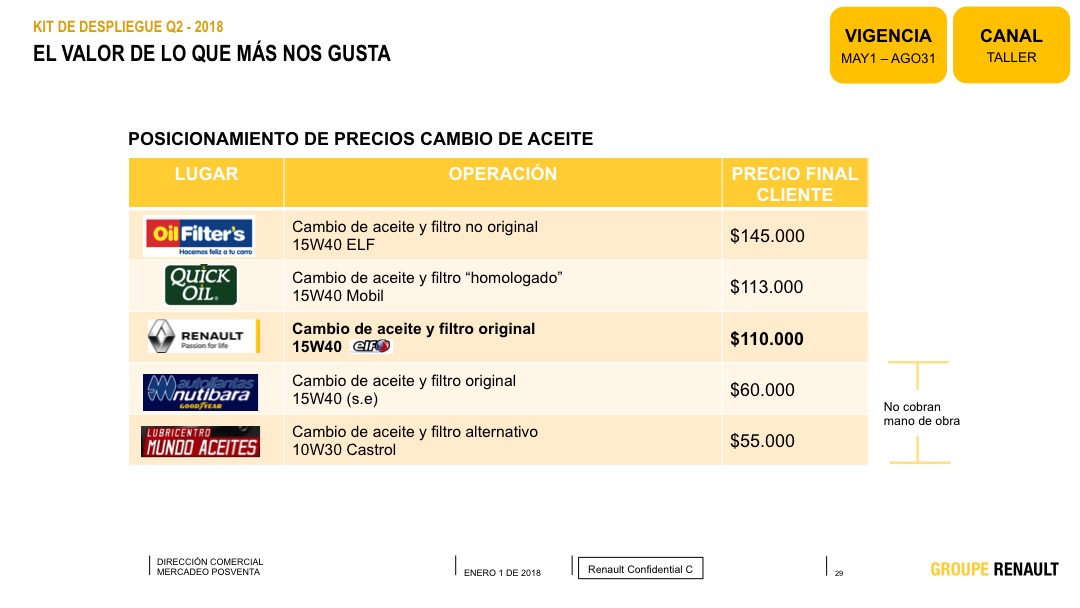 KIT DE DESPLIEGUE Q2 - 2018
EL VALOR DE LO QUE MÁS NOS GUSTA
VIGENCIA
MAY1 – AGO31
CANAL
TALLER
POSICIONAMIENTO DE PRECIOS CAMBIO DE ACEITE
LUGAR
OPERACIÓN
PRECIO FINAL
CLIENTE
Oil Filter's
Hacemos feliz a tu carro
Cambio de aceite y filtro no original
15W40 ELF
$145.000
QUICK
OIL®
Cambio de aceite y filtro “homologado”
15W40 Mobil
$113.000
RENAULT
Passion for life
Cambio de aceite y filtro original
15W40 elf
$110.000
autollantas
nutibara
GOODYEAR
Cambio de aceite y filtro original
15W40 (s.e)
$60.000
LUBRICENTRO
MUNDO ACEITES
Cambio de aceite y filtro alternativo
10W30 Castrol
$55.000
No cobran
mano de obra
DIRECCIÓN COMERCIAL
MERCADEO POSVENTA
ENERO 1 DE 2018
Renault Confidential C
29
GROUPE RENAULT